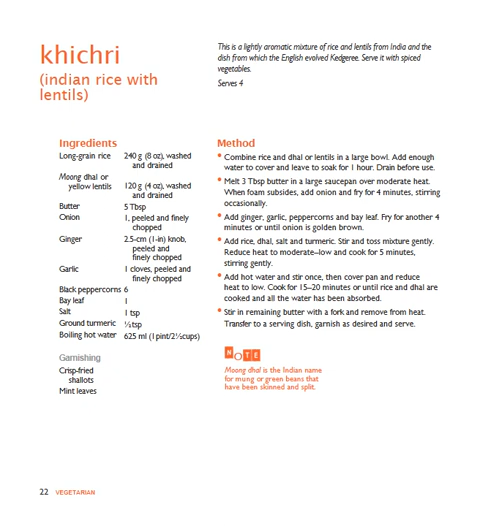 khichri
(indian rice with
lentils)
This is a lightly aromatic mixture of rice and lentils from India and the
dish from which the English evolved Kedgeree. Serve it with spiced
vegetables.
Serves 4
Ingredients
Long-grain rice 240 g (8 oz), washed
and drained
Moong dhal or
yellow lentils 120 g (4 oz), washed
and drained
Butter 5 Tbsp
Onion 1, peeled and finely
chopped
Ginger 2.5-cm (1-in) knob,
peeled and
finely chopped
Garlic 1 cloves, peeled and
finely chopped
Black peppercorns 6
Bay leaf 1
Salt 1 tsp
Ground turmeric ½ tsp
Boiling hot water 625 ml (1 pint/2½ cups)
Garnishing
Crisp-fried
shallots
Mint leaves
Method
• Combine rice and dhal or lentils in a large bowl. Add enough
water to cover and leave to soak for 1 hour. Drain before use.
• Melt 3 Tbsp butter in a large saucepan over moderate heat.
When foam subsides, add onion and fry for 4 minutes, stirring
occasionally.
• Add ginger, garlic, peppercorns and bay leaf. Fry for another 4
minutes or until onion is golden brown.
• Add rice, dhal, salt and turmeric. Stir and toss mixture gently.
Reduce heat to moderate–low and cook for 5 minutes,
stirring gently.
• Add hot water and stir once, then cover pan and reduce
heat to low. Cook for 15–20 minutes or until rice and dhal are
cooked and all the water has been absorbed.
• Stir in remaining butter with a fork and remove from heat.
Transfer to a serving dish, garnish as desired and serve.
NOTE
Moong dhal is the Indian name
for mung or green beans that
have been skinned and split.
22 VEGETARIAN